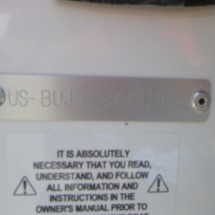 US-BUJ
IT IS ABSOLUTELY
NECESSARY THAT YOU READ,
UNDERSTAND, AND FOLLOW
ALL INFORMATION AND
INSTRUCTIONS IN THE
OWNER'S MANUAL PRIOR TO